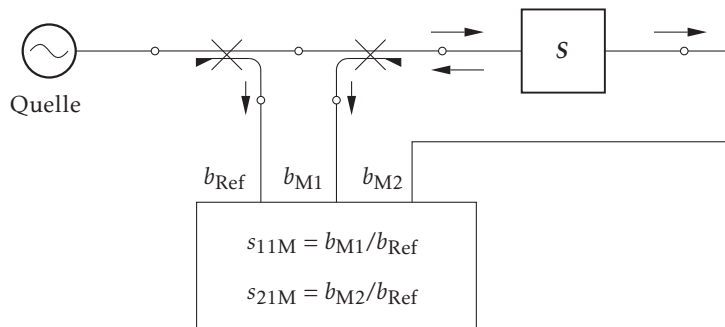 S
Quelle
b_Ref b_M1 b_M2
s_11M = b_M1/b_Ref
s_21M = b_M2/b_Ref